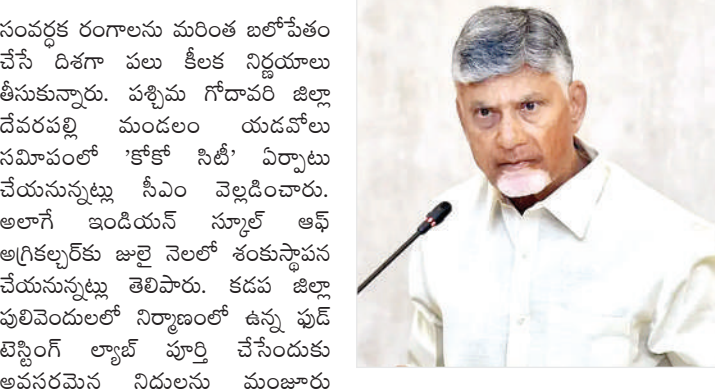 సంవర్ధక రంగాలను మరింత బలోపేతం
చేసే దిశగా పలు కీలక నిర్ణయాలు
తీసుకున్నారు. పశ్చిమ గోదావరి జిల్లా
దేవరపల్లి మండలం యడవోలు
సమీపంలో 'కోకో సిటీ' ఏర్పాటు
చేయనున్నట్లు సీఎం వెల్లడించారు.
అలాగే ఇండియన్ స్కూల్ ఆఫ్
అగ్రికల్చర్‌కు జులై నెలలో శంకుస్థాపన
చేయనున్నట్లు తెలిపారు. కడప జిల్లా
పులివెందులలో నిర్మాణంలో ఉన్న ఫుడ్
టెస్టింగ్ ల్యాబ్ పూర్తి చేసేందుకు
అవసరమైన నిధులను మంజూరు